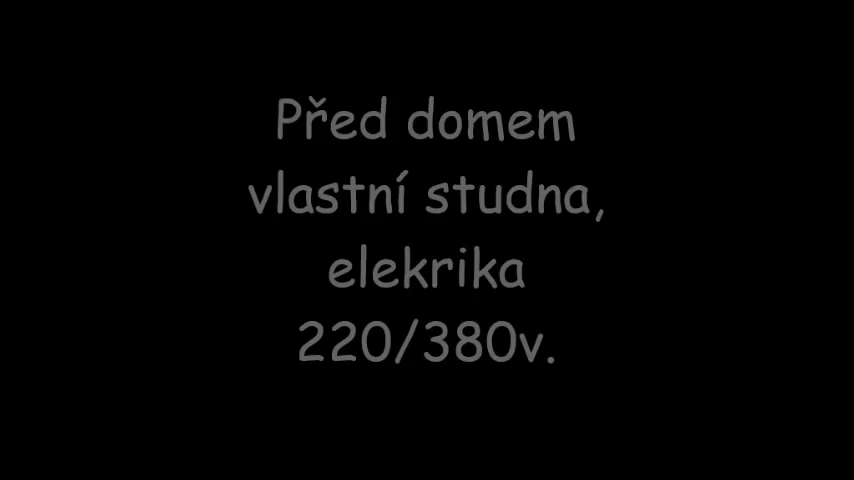 Před domem
vlastní studna,
elekrika
220/380v.